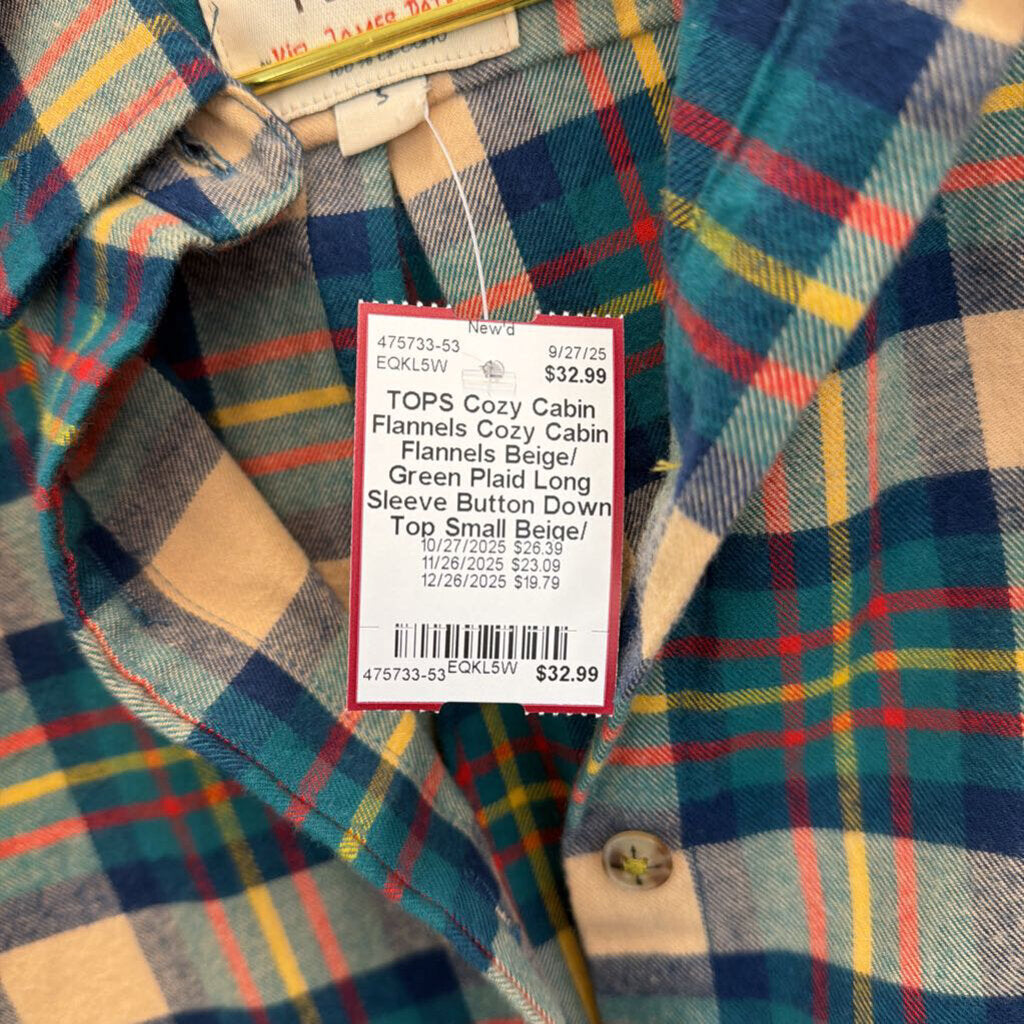 S
New'd
475733-53
9/27/25
EQKL5W
$32.99
TOPS Cozy Cabin
Flannels Cozy Cabin
Flannels Beige/
Green Plaid Long
Sleeve Button Down
Top Small Beige/
10/27/2025 $26.39
11/26/2025 $23.09
12/26/2025 $19.79
475733-53 EQKL5W $32.99